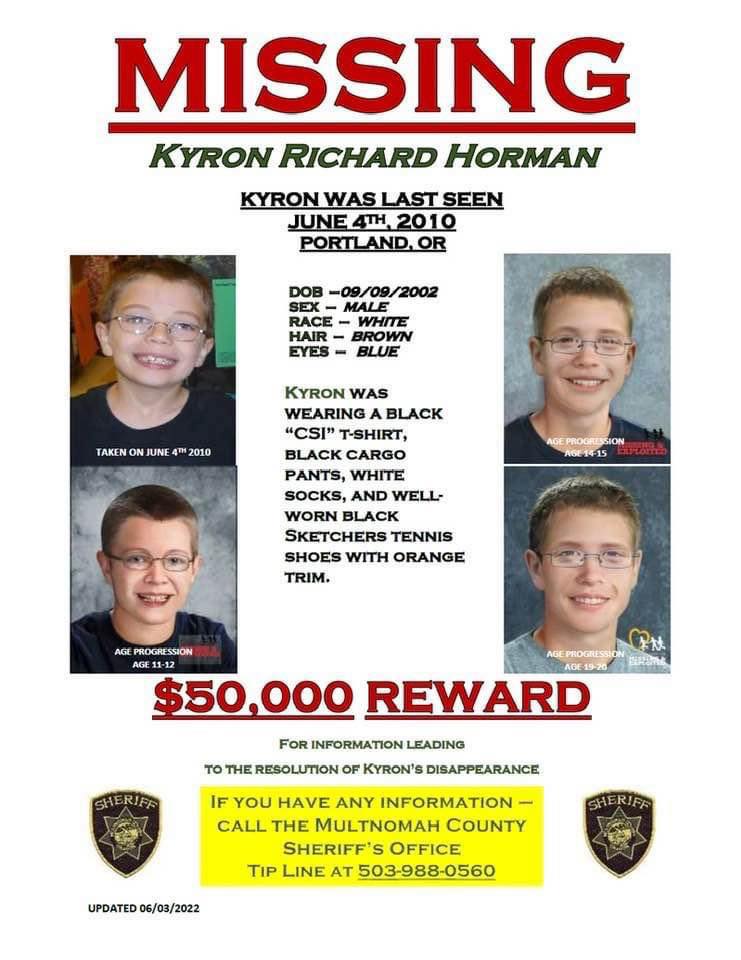 MISSING
KYRON RICHARD HORMAN
KYRON WAS LAST SEEN
JUNE 4TH, 2010
PORTLAND, OR
DOB –09/09/2002
SEX – MALE
RACE – WHITE
HAIR – BROWN
EYES – BLUE
KYRON WAS
WEARING A BLACK
“CSI” T-SHIRT,
BLACK CARGO
PANTS, WHITE
SOCKS, AND WELL-
WORN BLACK
SKETCHERS TENNIS
SHOES WITH ORANGE
TRIM.
TAKEN ON JUNE 4TH 2010
AGE PROGRESSION
AGE 11-12
AGE PROGRESSION
AGE 14-15
MISSING &
EXPLOITED
AGE PROGRESSION
AGE 19-20
MISSING &
EXPLOITED
$50,000 REWARD
FOR INFORMATION LEADING
TO THE RESOLUTION OF KYRON’S DISAPPEARANCE
SHERIFF
IF YOU HAVE ANY INFORMATION –
CALL THE MULTNOMAH COUNTY
SHERIFF’S OFFICE
TIP LINE AT 503-988-0560
SHERIFF
UPDATED 06/03/2022